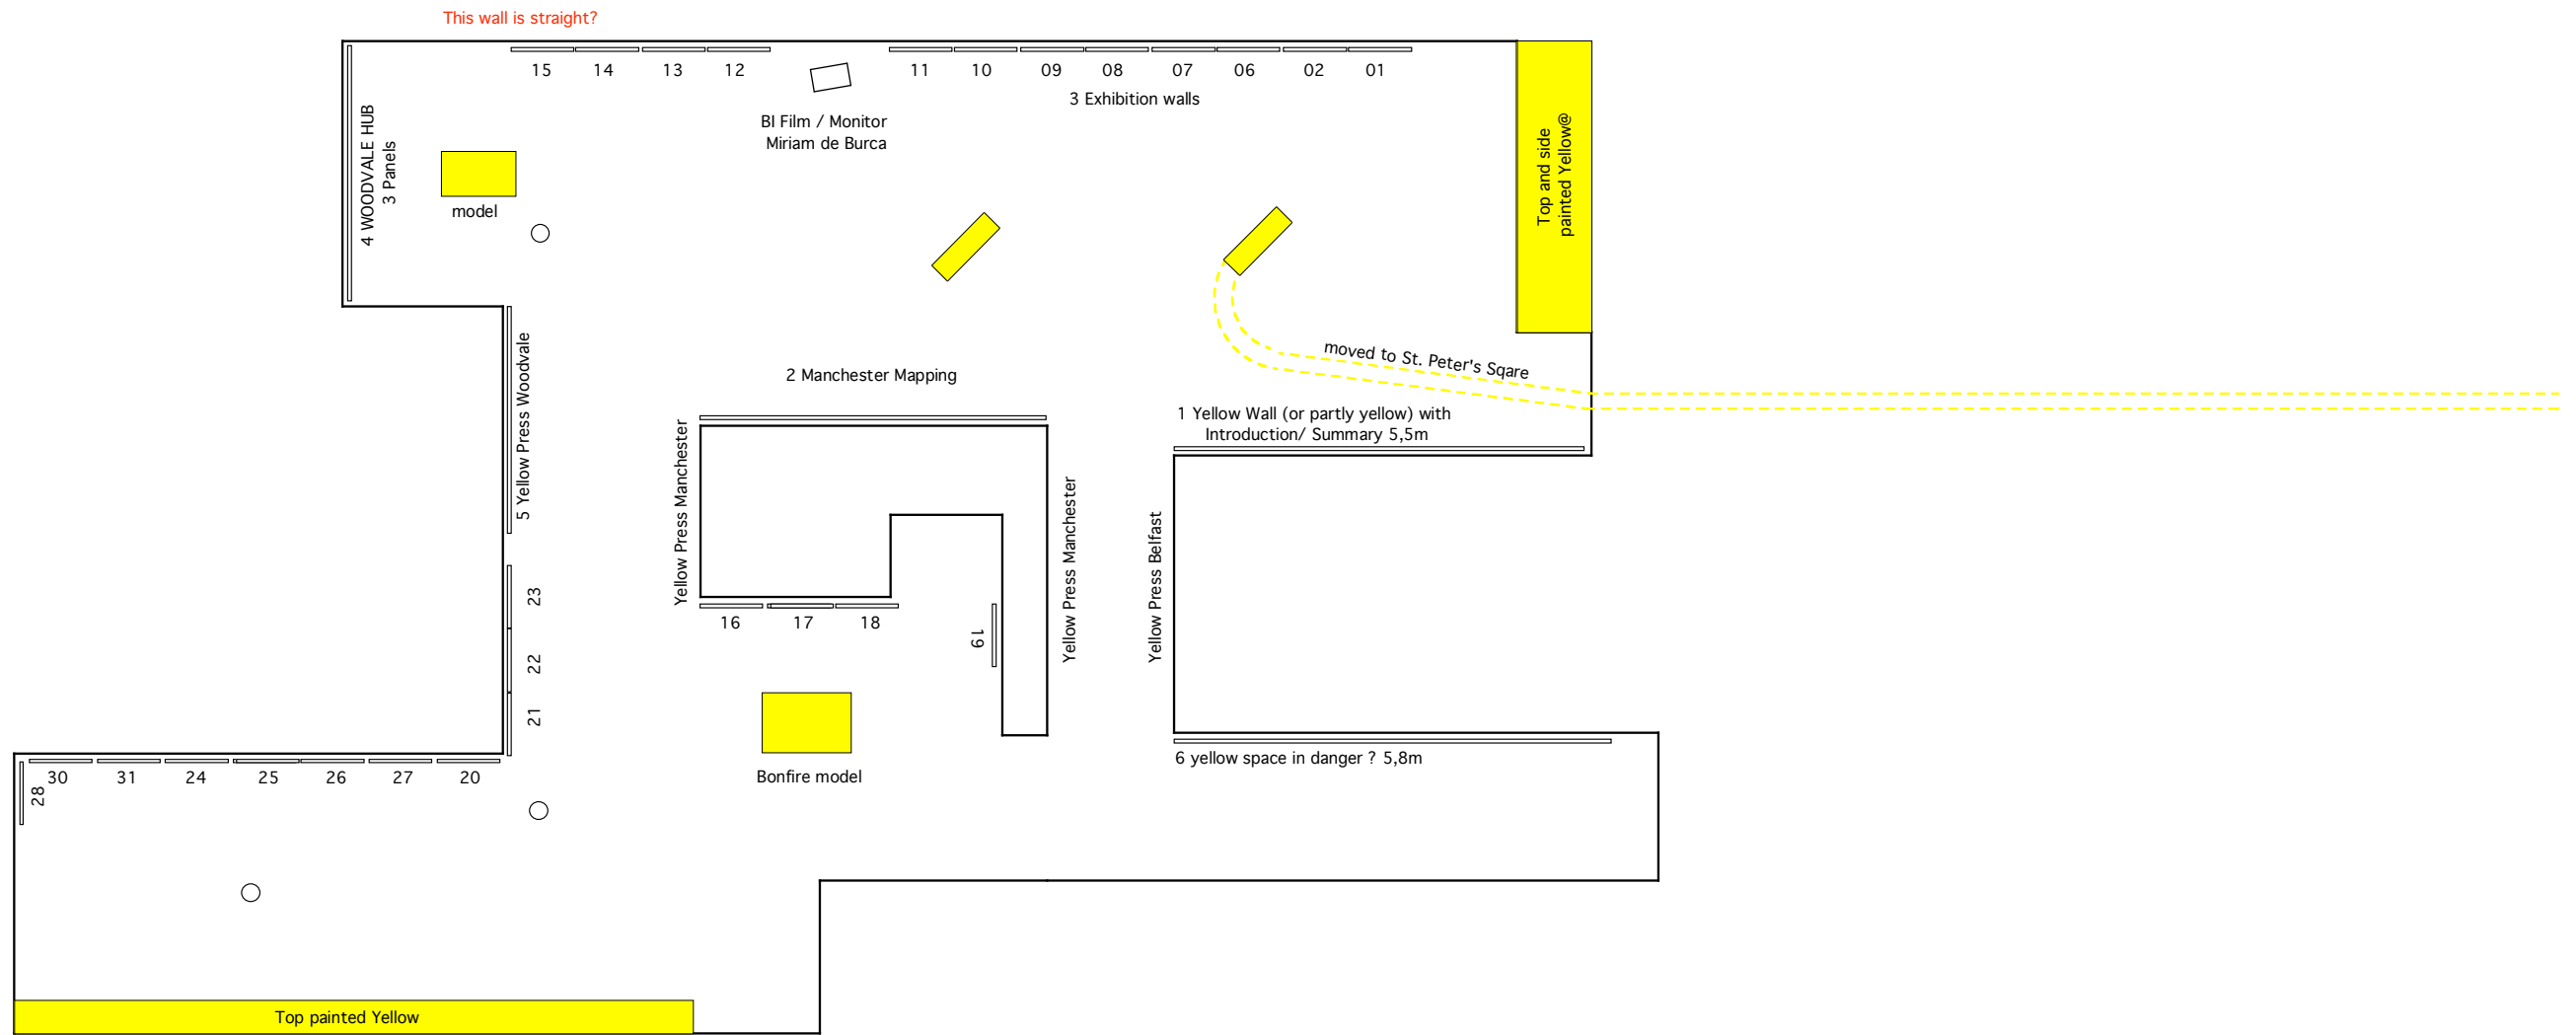 This wall is straight?
15 14 13 12 11 10 09 08 07 06 02 01
3 Exhibition walls
BI Film / Monitor
Miriam de Burca
4 WOODVALE HUB
3 Panels
model
Top and side
painted Yellow@
moved to St. Peter's Sqare
2 Manchester Mapping
1 Yellow Wall (or partly yellow) with
Introduction/ Summary 5,5m
5 Yellow Press Woodvale
Yellow Press Manchester
Yellow Press Manchester
Yellow Press Belfast
23
22
21
16 17 18
19
Bonfire model
6 yellow space in danger ? 5,8m
30 31 24 25 26 27 20
28
Top painted Yellow